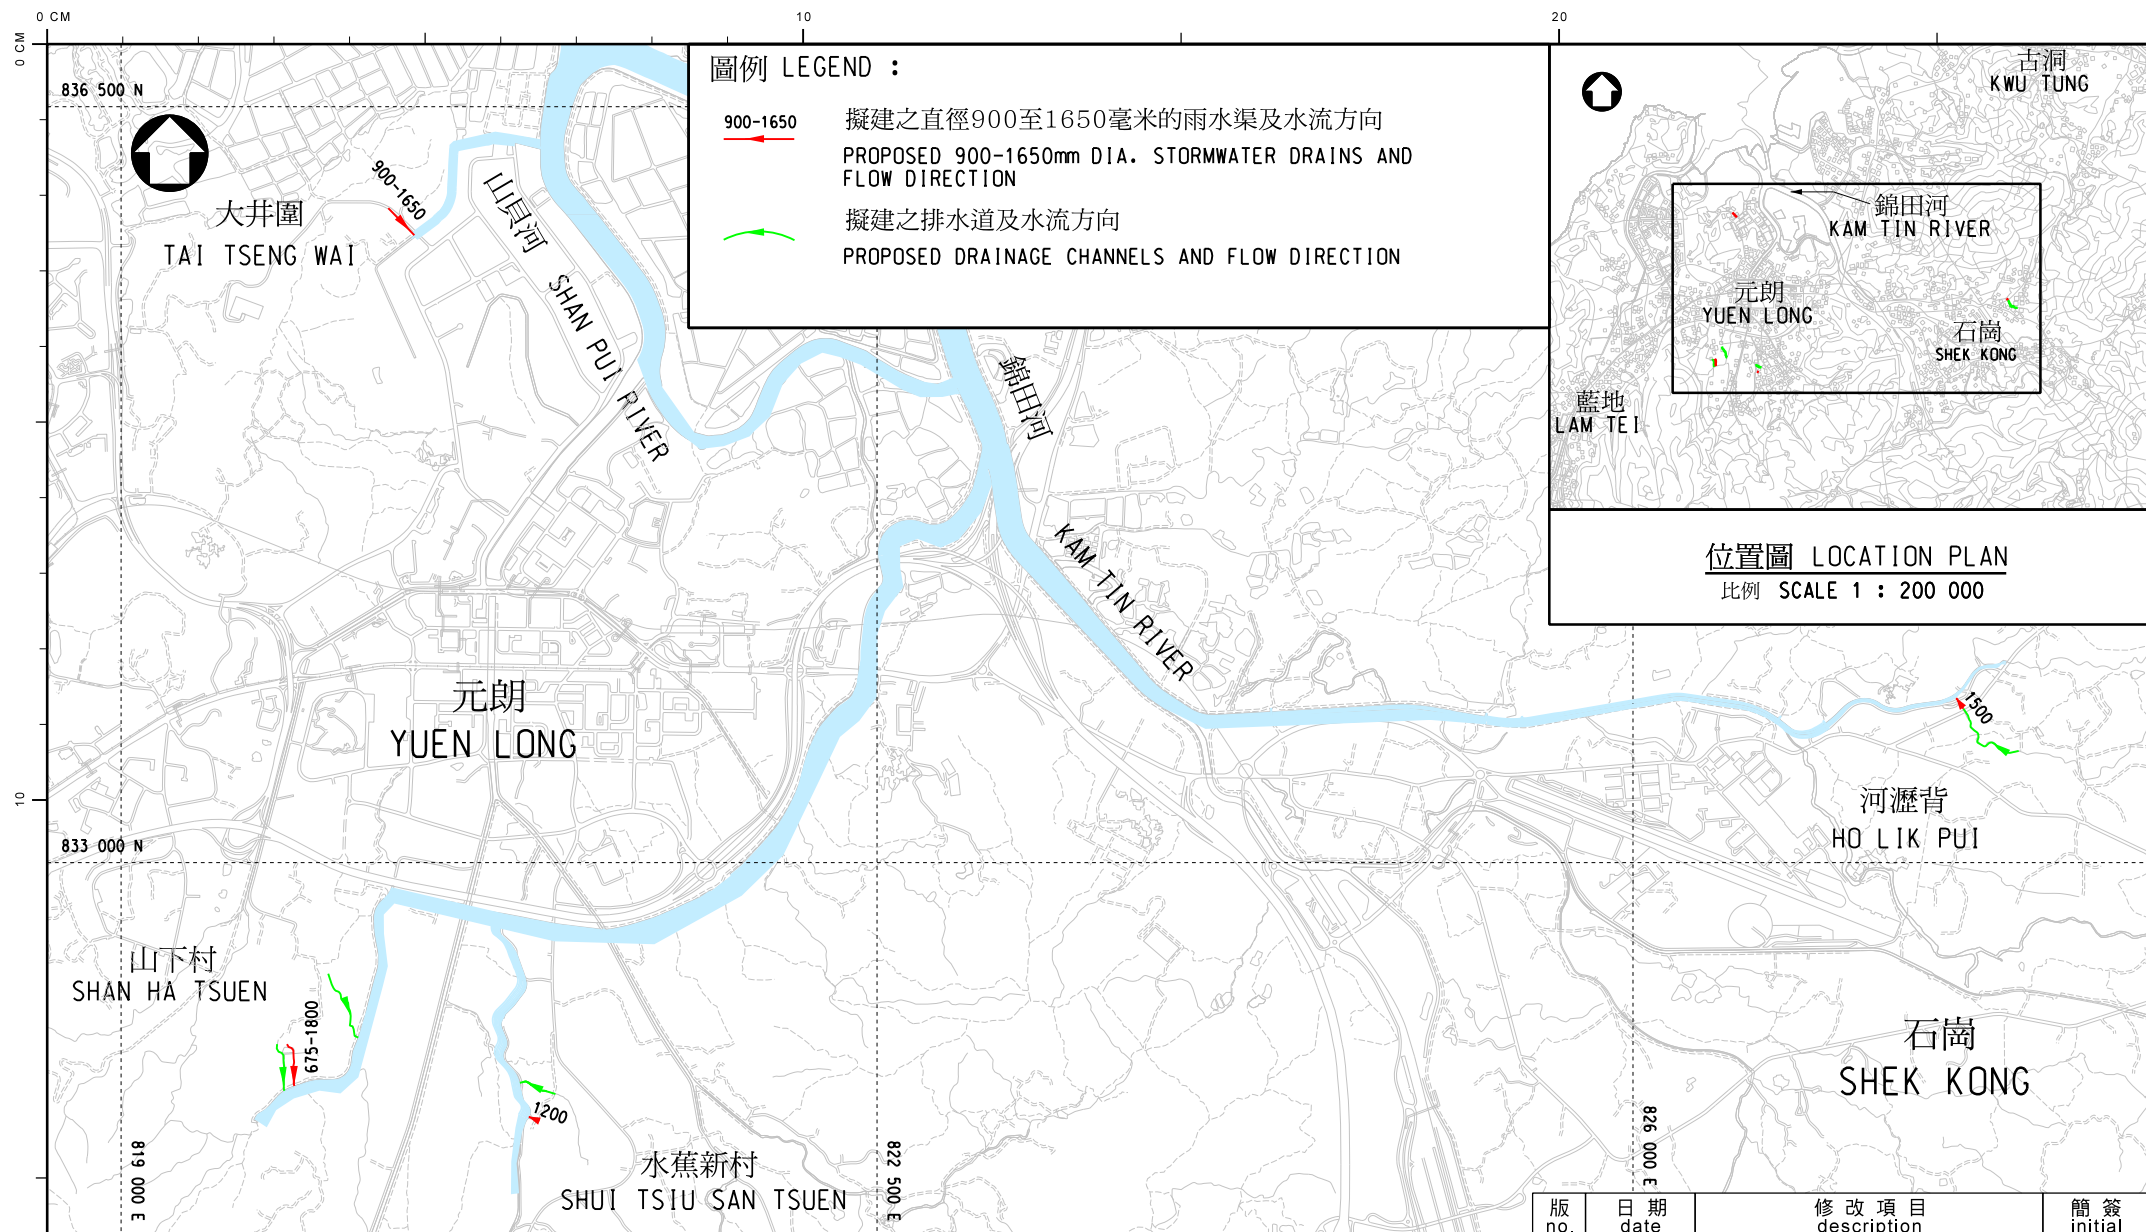 0 CM
10
20
0 CM
10
836 500 N
833 000 N
819 000 E
822 500 E
826 000 E
圖例 LEGEND :
900-1650
擬建之直徑900至1650毫米的雨水渠及水流方向
PROPOSED 900-1650mm DIA. STORMWATER DRAINS AND
FLOW DIRECTION
擬建之排水道及水流方向
PROPOSED DRAINAGE CHANNELS AND FLOW DIRECTION
古洞
KWU TUNG
錦田河
KAM TIN RIVER
元朗
YUEN LONG
石崗
SHEK KONG
藍地
LAM TEI
位置圖 LOCATION PLAN
比例 SCALE 1 : 200 000
900-1650
大井圍
TAI TSENG WAI
山貝河 SHAN PUI RIVER
錦田河
KAM TIN RIVER
元朗
YUEN LONG
1500
河瀝背
HO LIK PUI
山下村
SHAN HA TSUEN
675-1800
1200
水蕉新村
SHUI TSIU SAN TSUEN
石崗
SHEK KONG
版 日期 修改項目 簡簽
no. date description initial